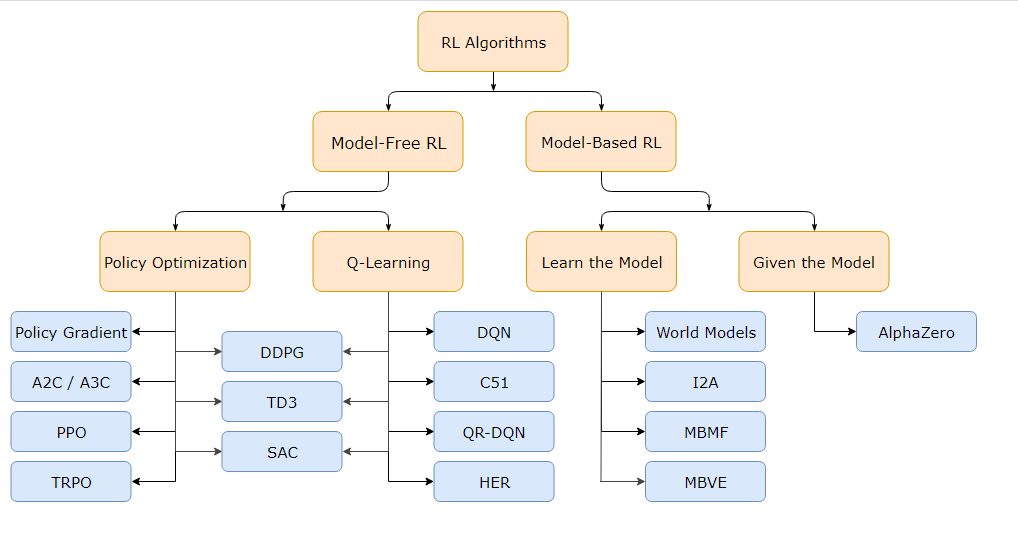 RL Algorithms
Model-Free RL
Model-Based RL
Policy Optimization
Q-Learning
Learn the Model
Given the Model
Policy Gradient
DDPG
DQN
World Models
AlphaZero
A2C / A3C
TD3
C51
I2A
PPO
SAC
QR-DQN
MBMF
TRPO
HER
MBVE